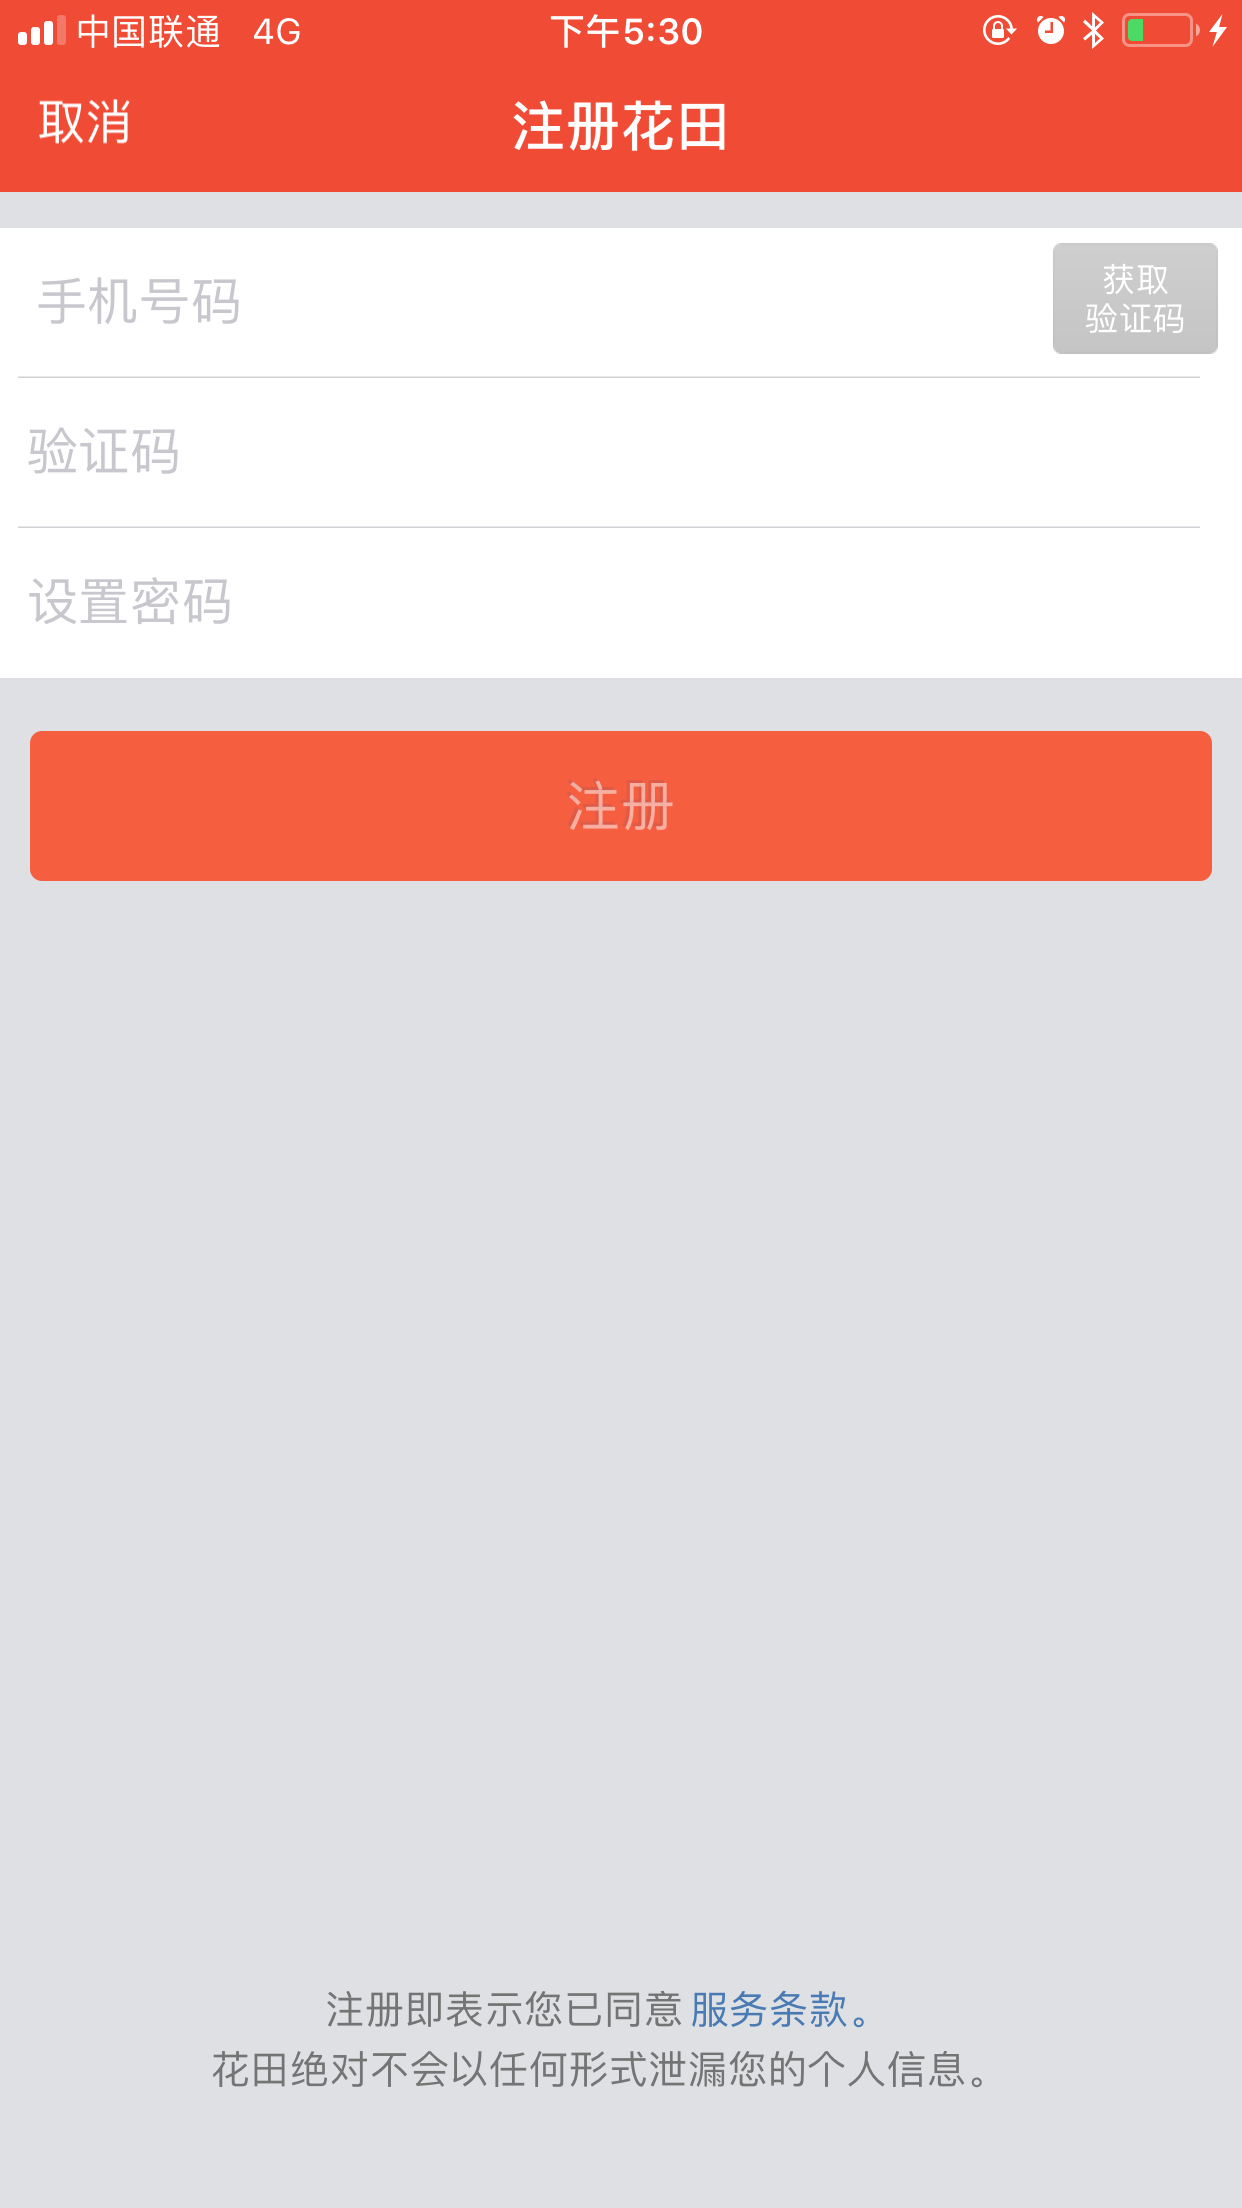 中国联通 4G 下午5:30
取消 注册花田
手机号码
获取
验证码
验证码
设置密码
注册
注册即表示您已同意 服务条款。
花田绝对不会以任何形式泄漏您的个人信息。